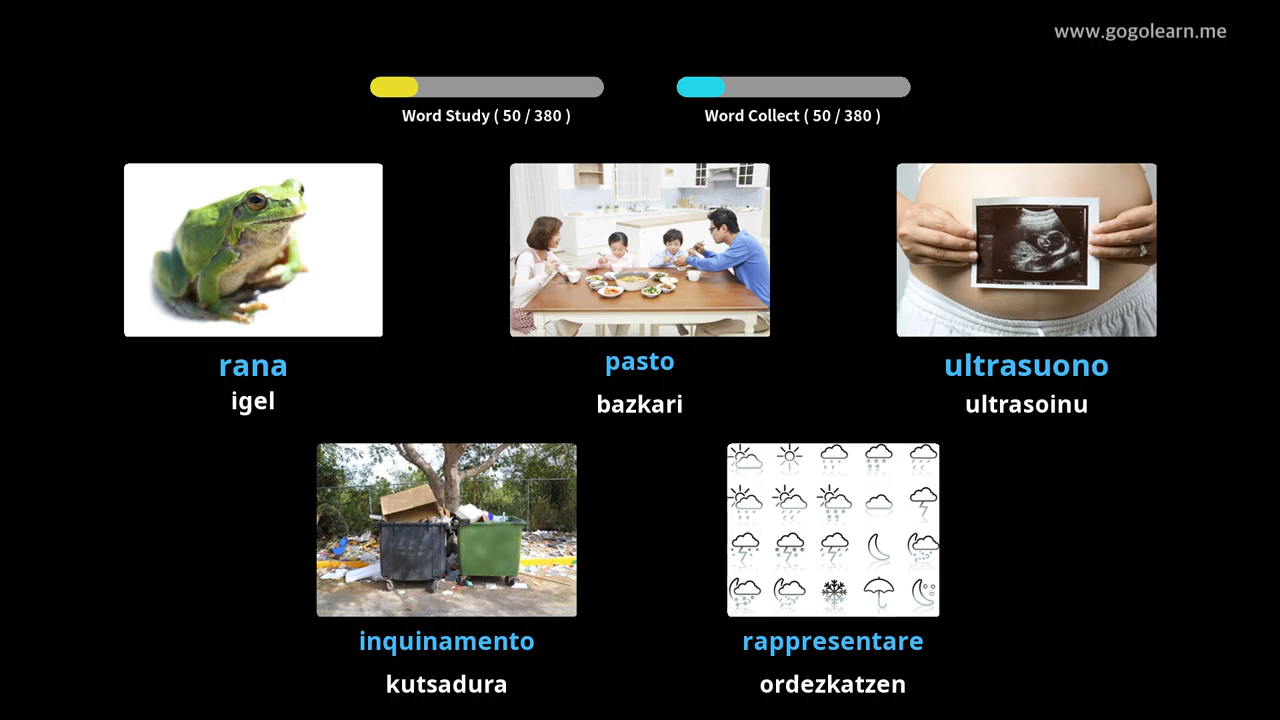 www.gogolearn.me
Word Study ( 50 / 380 )
Word Collect ( 50 / 380 )
rana
igel
pasto
bazkari
ultrasuono
ultrasoinu
inquinamento
kutsadura
rappresentare
ordezkatzen